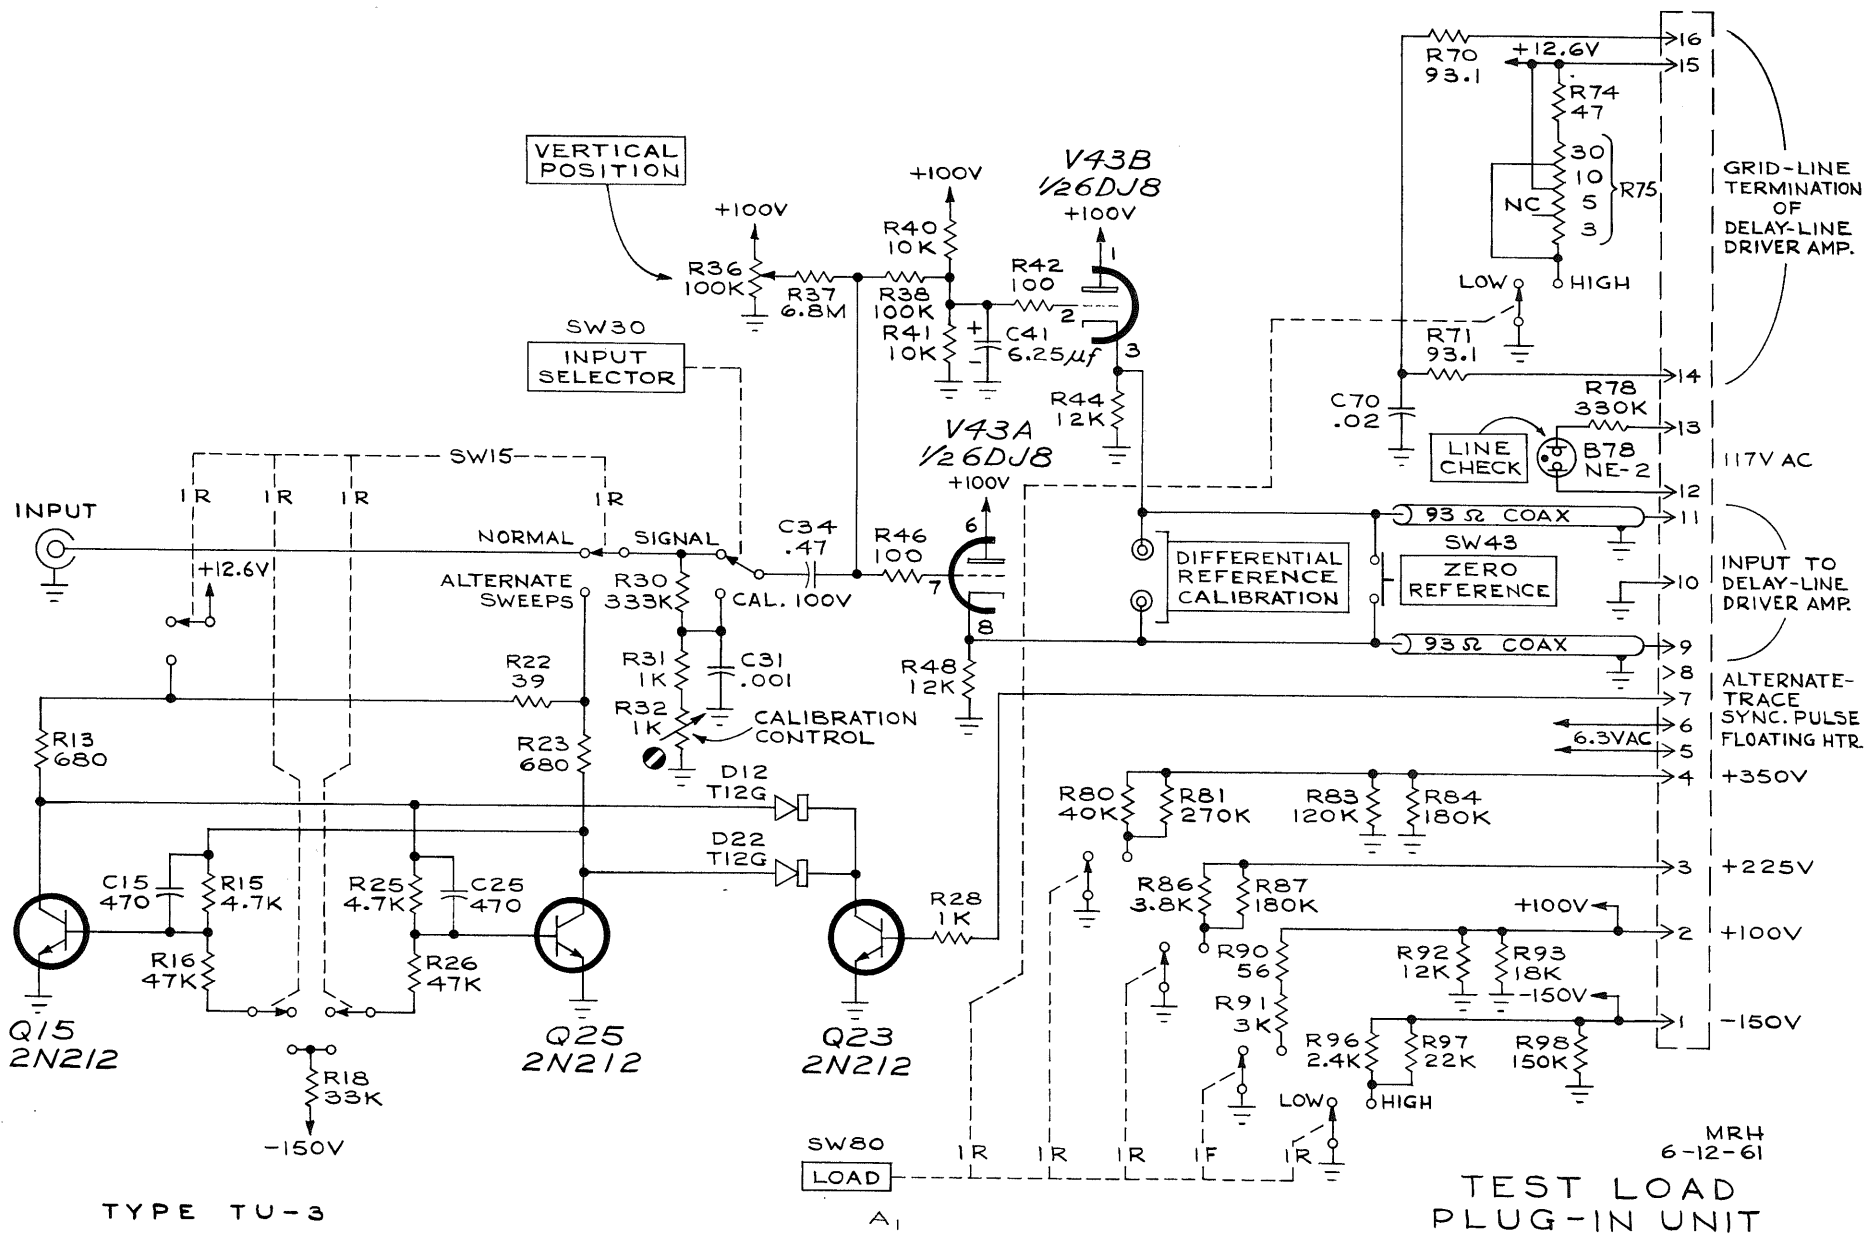 R70
93.1
+12.6V
16
15
R74
47
30
10
5
3
R75
NC
GRID-LINE
TERMINATION
OF
DELAY-LINE
DRIVER AMP.
LOW
HIGH
R71
93.1
14
C70
.02
R78
330K
13
LINE
CHECK
B78
NE-2
117V AC
12
VERTICAL
POSITION
+100V
R36
100K
R37
6.8M
+100V
R40
10K
R38
100K
R41
10K
R42
100
+
-
C41
6.25µf
V43B
1/2 6DJ8
+100V
1
2
3
R44
12K
SW30
INPUT
SELECTOR
V43A
1/2 6DJ8
+100V
6
7
8
SW15
1R
1R
1R
1R
INPUT
+12.6V
NORMAL
SIGNAL
ALTERNATE
SWEEPS
R30
333K
CAL. 100V
C34
.47
R46
100
R48
12K
93 Ω COAX
11
SW43
ZERO
REFERENCE
DIFFERENTIAL
REFERENCE
CALIBRATION
10
INPUT TO
DELAY-LINE
DRIVER AMP.
93 Ω COAX
9
8
7
ALTERNATE-
TRACE
SYNC. PULSE
6
6.3VAC
FLOATING HTR.
5
R31
1K
C31
.001
R32
1K
CALIBRATION
CONTROL
R22
39
R13
680
R23
680
D12
T12G
D22
T12G
C15
470
R15
4.7K
R25
4.7K
C25
470
R16
47K
R26
47K
R28
1K
Q15
2N212
Q25
2N212
Q23
2N212
R18
33K
-150V
4
+350V
R80
40K
R81
270K
R83
120K
R84
180K
3
+225V
R86
3.8K
R87
180K
+100V
2
+100V
R90
56
R91
3K
R92
12K
R93
18K
-150V
1
-150V
R96
2.4K
R97
22K
R98
150K
LOW
HIGH
SW80
LOAD
1R
1R
1R
1F
1R
A1
MRH
6-12-61
TYPE TU-3
TEST LOAD
PLUG-IN UNIT